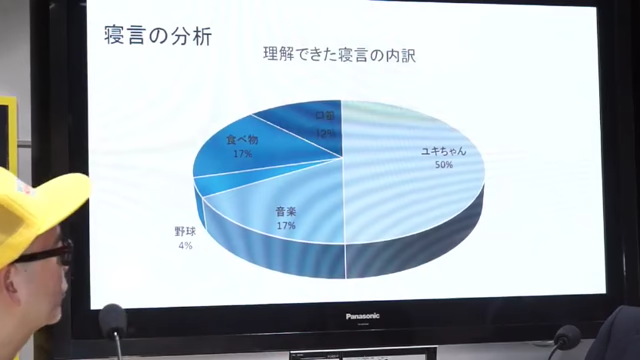 寝言の分析
理解できた寝言の内訳
口癖
12%
食べ物
17%
ユキちゃん
50%
音楽
17%
野球
4%
Panasonic